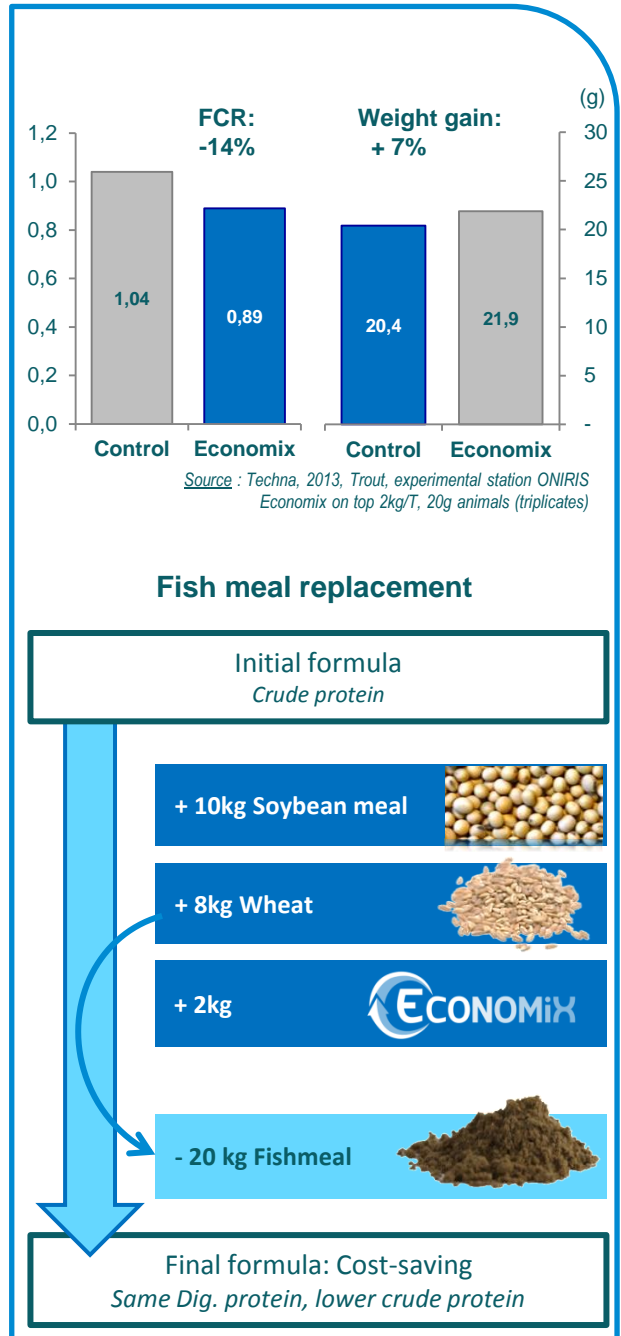 (g)
FCR:
-14%
Weight gain:
+ 7%
1,2
1,0
0,8
0,6
0,4
0,2
0,0
30
25
20
15
10
5
-
1,04
0,89
20,4
21,9
Control Economix Control Economix
Source : Techna, 2013, Trout, experimental station ONIRIS
Economix on top 2kg/T, 20g animals (triplicates)
Fish meal replacement
Initial formula
Crude protein
+ 10kg Soybean meal
+ 8kg Wheat
+ 2kg ECONOMiX
- 20 kg Fishmeal
Final formula: Cost-saving
Same Dig. protein, lower crude protein